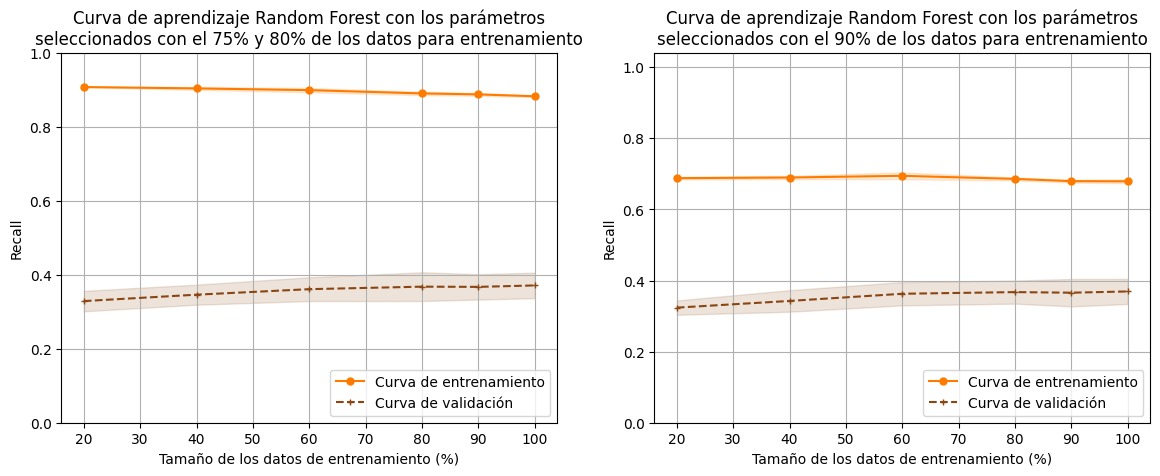 Curva de aprendizaje Random Forest con los parámetros
seleccionados con el 75% y 80% de los datos para entrenamiento
1.0
0.8
0.6
0.4
0.2
0.0
Recall
20 30 40 50 60 70 80 90 100
Tamaño de los datos de entrenamiento (%)
Curva de entrenamiento
Curva de validación
Curva de aprendizaje Random Forest con los parámetros
seleccionados con el 90% de los datos para entrenamiento
1.0
0.8
0.6
0.4
0.2
0.0
Recall
20 30 40 50 60 70 80 90 100
Tamaño de los datos de entrenamiento (%)
Curva de entrenamiento
Curva de validación